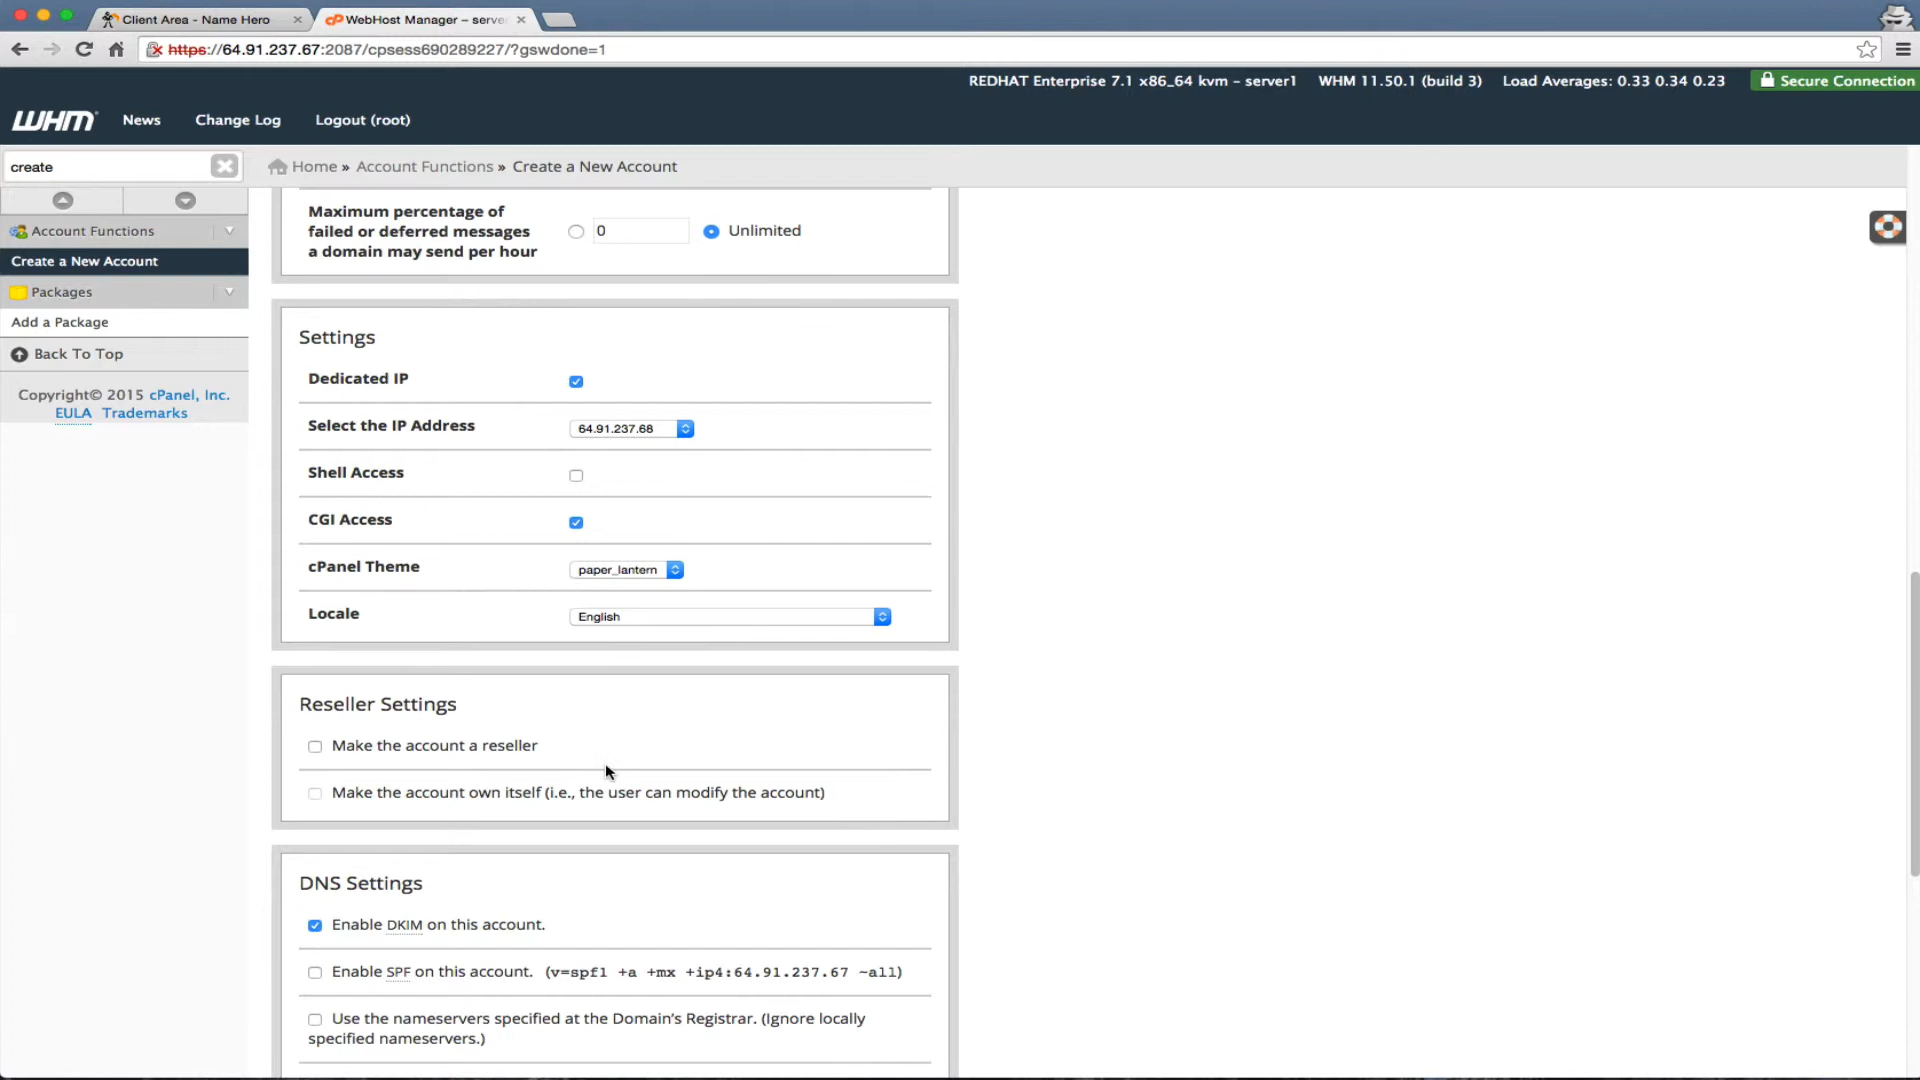 Client Area - Name Hero
WebHost Manager – serve
https://64.91.237.67:2087/cpsess690289227/?gswdone=1
REDHAT Enterprise 7.1 x86_64 kvm – server1 WHM 11.50.1 (build 3) Load Averages: 0.33 0.34 0.23 Secure Connection
WHM News Change Log Logout (root)
create
Home » Account Functions » Create a New Account
Account Functions
Create a New Account
Packages
Add a Package
Back To Top
Copyright© 2015 cPanel, Inc.
EULA Trademarks
Maximum percentage of
failed or deferred messages
a domain may send per hour
0 Unlimited
Settings
Dedicated IP
Select the IP Address 64.91.237.68
Shell Access
CGI Access
cPanel Theme paper_lantern
Locale English
Reseller Settings
Make the account a reseller
Make the account own itself (i.e., the user can modify the account)
DNS Settings
Enable DKIM on this account.
Enable SPF on this account. (v=spf1 +a +mx +ip4:64.91.237.67 ~all)
Use the nameservers specified at the Domain's Registrar. (Ignore locally
specified nameservers.)